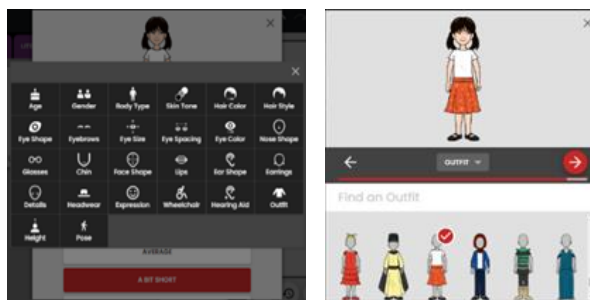 Age Gender Body Type Skin Tone Hair Color Hair Style
Eye Shape Eyebrows Eye Size Eye Spacing Eye Color Nose Shape
Glasses Chin Face Shape Lips Ear Shape Earrings
Details Headwear Expression Wheelchair Hearing Aid Outfit
Height Pose
AVERAGE
A BIT SHORT
OUTFIT
Find an Outfit